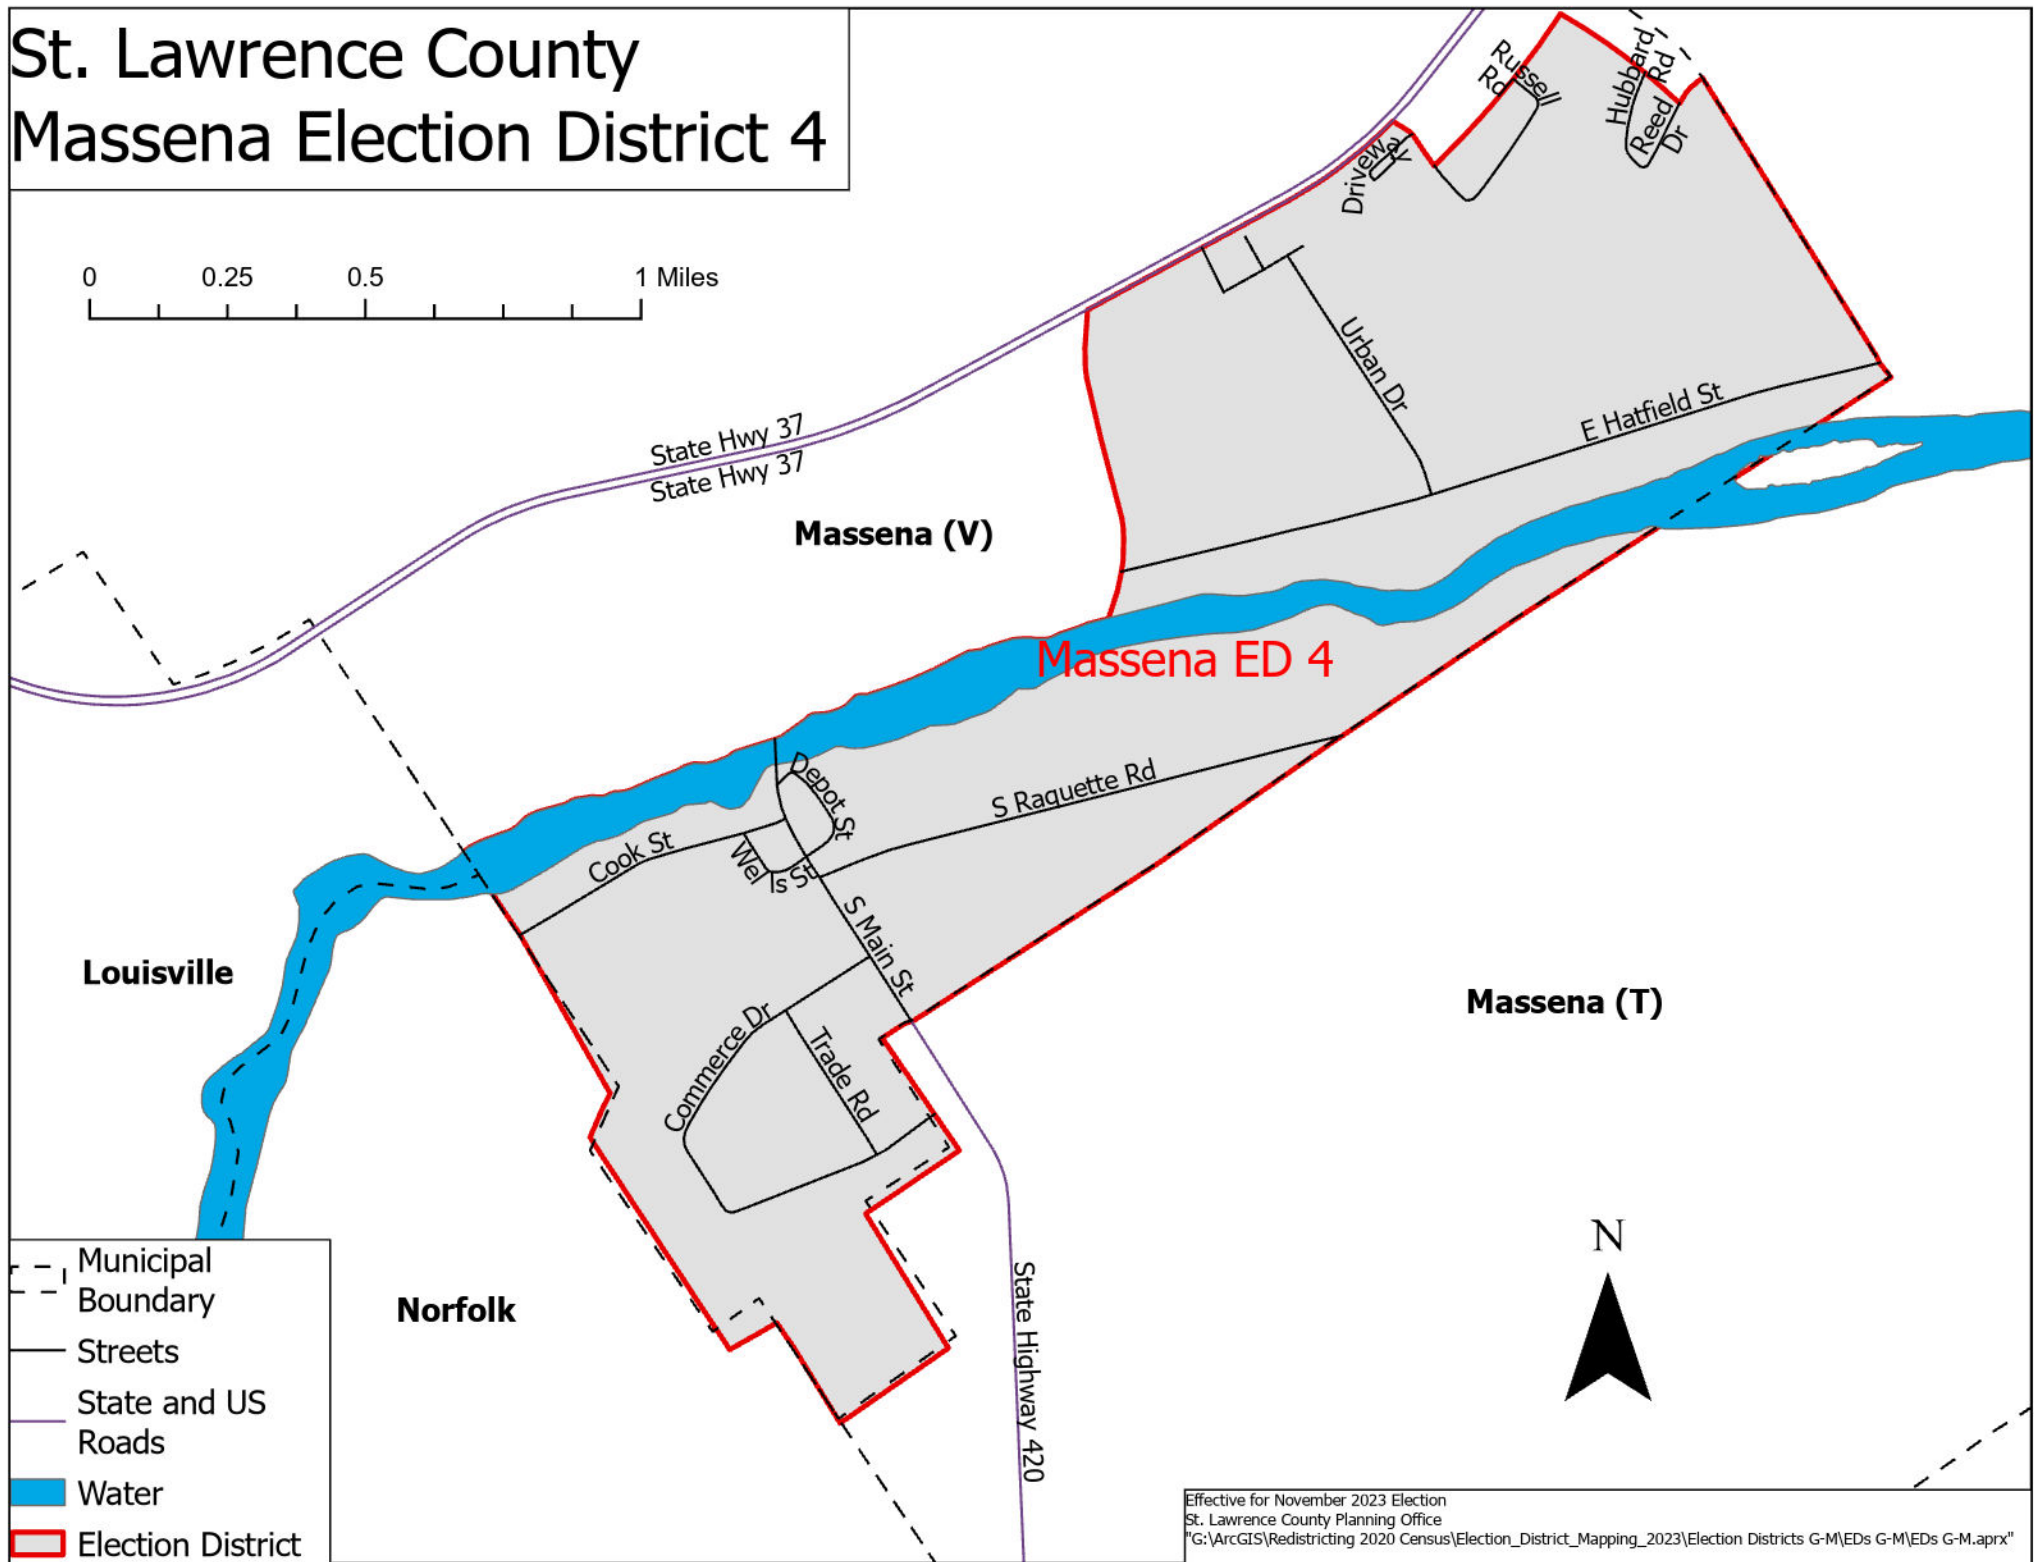 St. Lawrence County
Massena Election District 4
0 0.25 0.5 1 Miles
Russell
Rd
Hubbard
Rd
Reed
Dr
Driveway
Urban Dr
E Hatfield St
State Hwy 37
State Hwy 37
Massena (V)
Massena ED 4
Depot St
S Raquette Rd
Cook St
Wells St
S Main St
Louisville
Massena (T)
Commerce Dr
Trade Rd
N
Norfolk
State Highway 420
Municipal
Boundary
Streets
State and US
Roads
Water
Election District
Effective for November 2023 Election
St. Lawrence County Planning Office
"G:\ArcGIS\Redistricting 2020 Census\Election_District_Mapping_2023\Election Districts G-M\EDs G-M\EDs G-M.aprx"